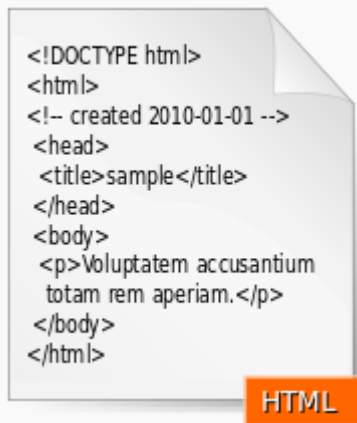 <!DOCTYPE html>
<html>
<!-- created 2010-01-01 -->
<head>
<title>sample</title>
</head>
<body>
<p>Voluptatem accusantium
totam rem aperiam.</p>
</body>
</html>
HTML